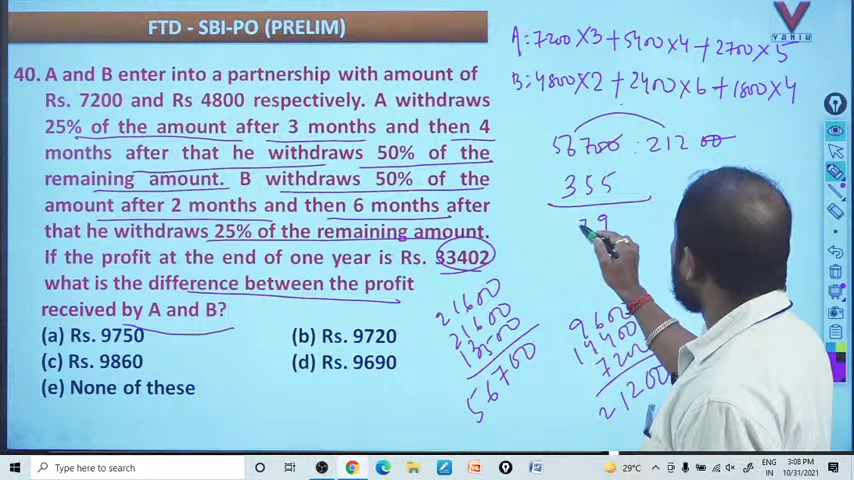 FTD - SBI-PO (PRELIM)
VANIK
A:7200×3+5400×4+2700×5
B:4800×2+2400×6+1800×4
40. A and B enter into a partnership with amount of
Rs. 7200 and Rs 4800 respectively. A withdraws
25% of the amount after 3 months and then 4
months after that he withdraws 50% of the
remaining amount. B withdraws 50% of the
amount after 2 months and then 6 months after
that he withdraws 25% of the remaining amount.
If the profit at the end of one year is Rs. 33402
what is the difference between the profit
received by A and B?
(a) Rs. 9750
(b) Rs. 9720
(c) Rs. 9860
(d) Rs. 9690
(e) None of these
56700 : 21200
355
21600
21600
13500
56700
9600
14400
7200
21200
Type here to search
29°C
ENG
IN
3:08 PM
10/31/2021